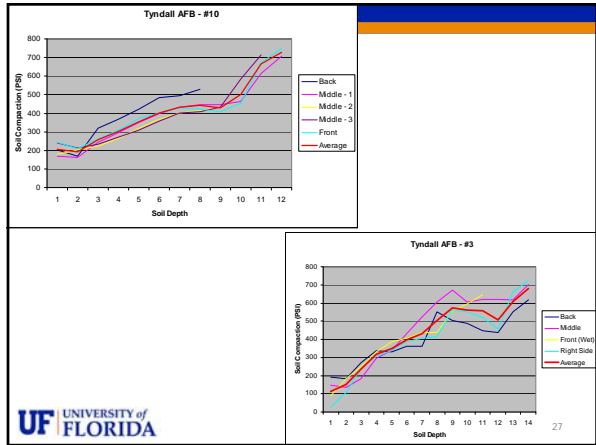 Tyndall AFB - #10
Soil Compaction (PSI)
800
700
600
500
400
300
200
100
0
1 2 3 4 5 6 7 8 9 10 11 12
Soil Depth
Back
Middle - 1
Middle - 2
Middle - 3
Front
Average
Tyndall AFB - #3
Soil Compaction (PSI)
800
700
600
500
400
300
200
100
0
1 2 3 4 5 6 7 8 9 10 11 12 13 14
Soil Depth
Back
Middle
Front (Wet)
Right Side
Average
UF UNIVERSITY of
FLORIDA
27